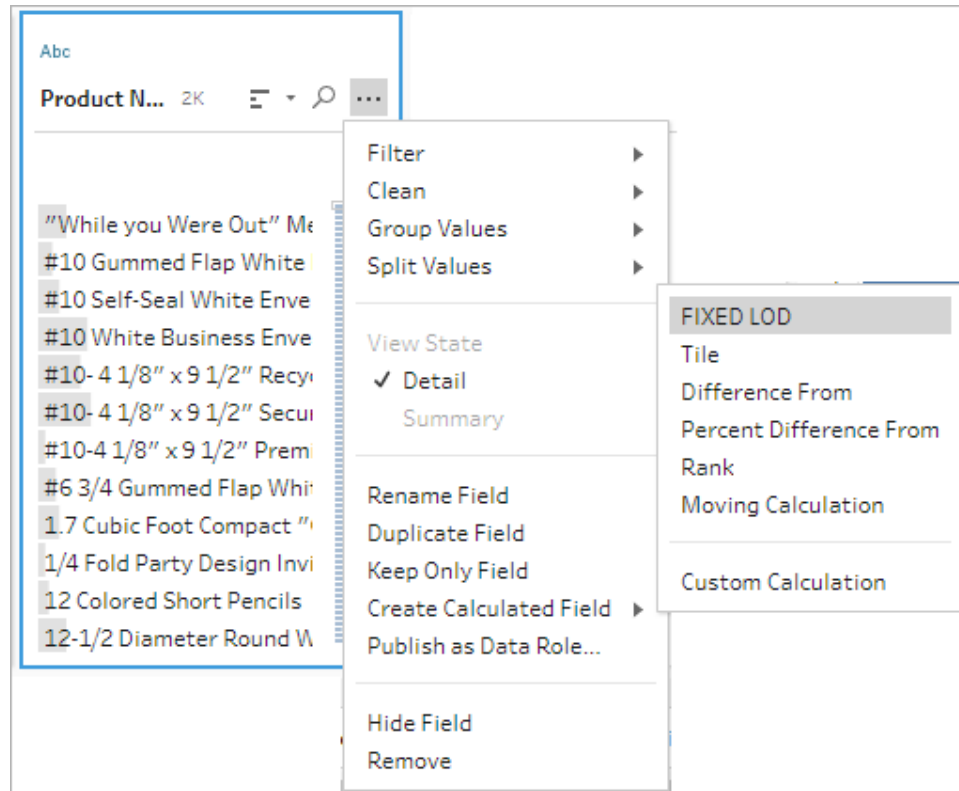 Abc
Product N... 2K
"While you Were Out" Me
#10 Gummed Flap White
#10 Self-Seal White Enve
#10 White Business Enve
#10- 4 1/8" x 9 1/2" Recy
#10- 4 1/8" x 9 1/2" Secur
#10-4 1/8" x 9 1/2" Premi
#6 3/4 Gummed Flap Whit
1.7 Cubic Foot Compact "
1/4 Fold Party Design Invi
12 Colored Short Pencils
12-1/2 Diameter Round W
Filter
Clean
Group Values
Split Values
View State
✓ Detail
Summary
Rename Field
Duplicate Field
Keep Only Field
Create Calculated Field
Publish as Data Role...
Hide Field
Remove
FIXED LOD
Tile
Difference From
Percent Difference From
Rank
Moving Calculation
Custom Calculation